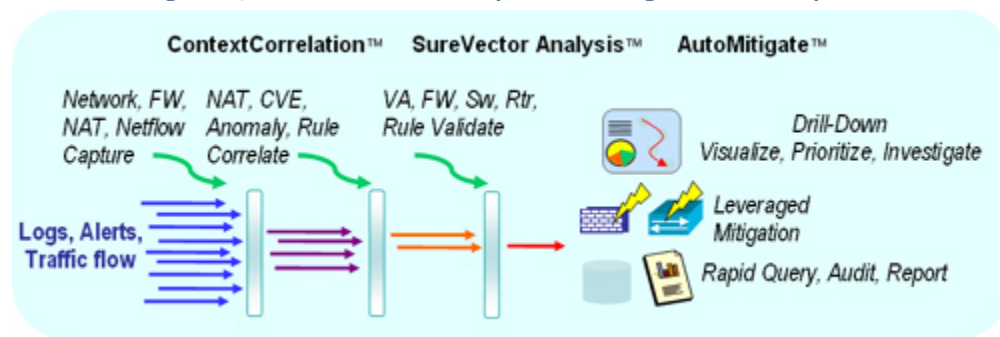 ContextCorrelation™ SureVector Analysis™ AutoMitigate™
Network, FW,
NAT, Netflow
Capture
NAT, CVE,
Anomaly, Rule
Correlate
VA, FW, Sw, Rtr,
Rule Validate
Logs, Alerts,
Traffic flow
Drill-Down
Visualize, Prioritize, Investigate
Leveraged
Mitigation
Rapid Query, Audit, Report